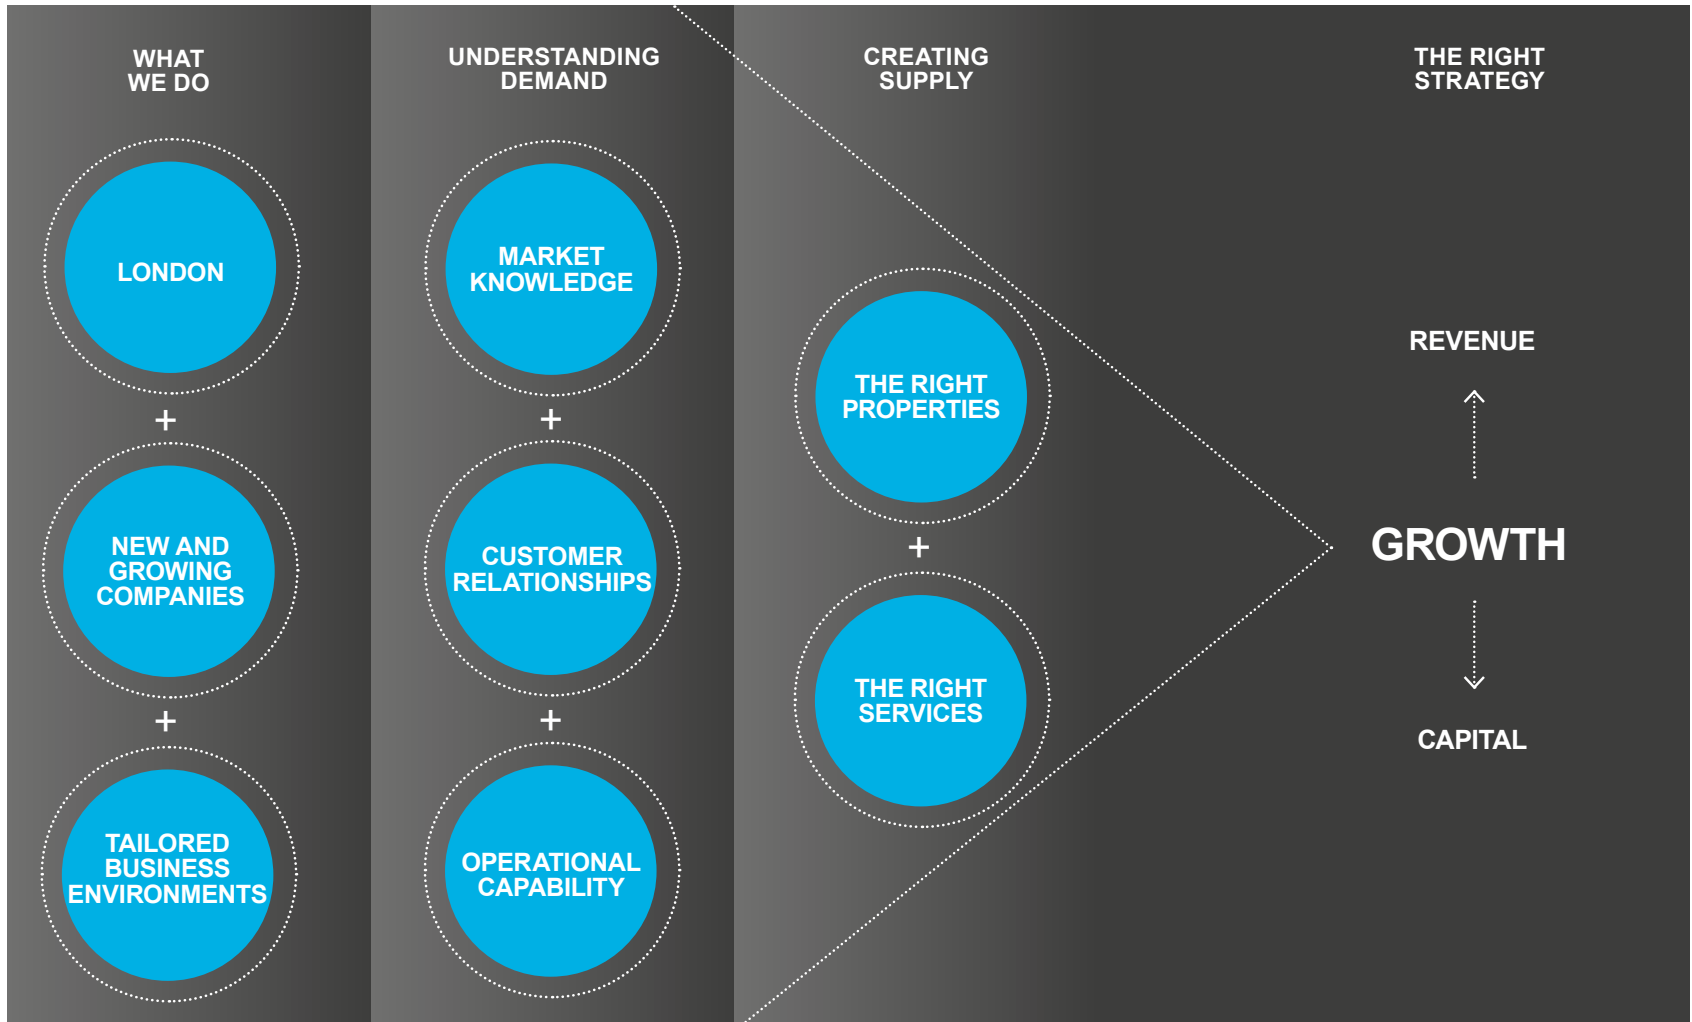 WHAT
WE DO
LONDON
+
NEW AND
GROWING
COMPANIES
+
TAILORED
BUSINESS
ENVIRONMENTS
UNDERSTANDING
DEMAND
MARKET
KNOWLEDGE
+
CUSTOMER
RELATIONSHIPS
+
OPERATIONAL
CAPABILITY
CREATING
SUPPLY
THE RIGHT
PROPERTIES
+
THE RIGHT
SERVICES
THE RIGHT
STRATEGY
REVENUE
GROWTH
CAPITAL